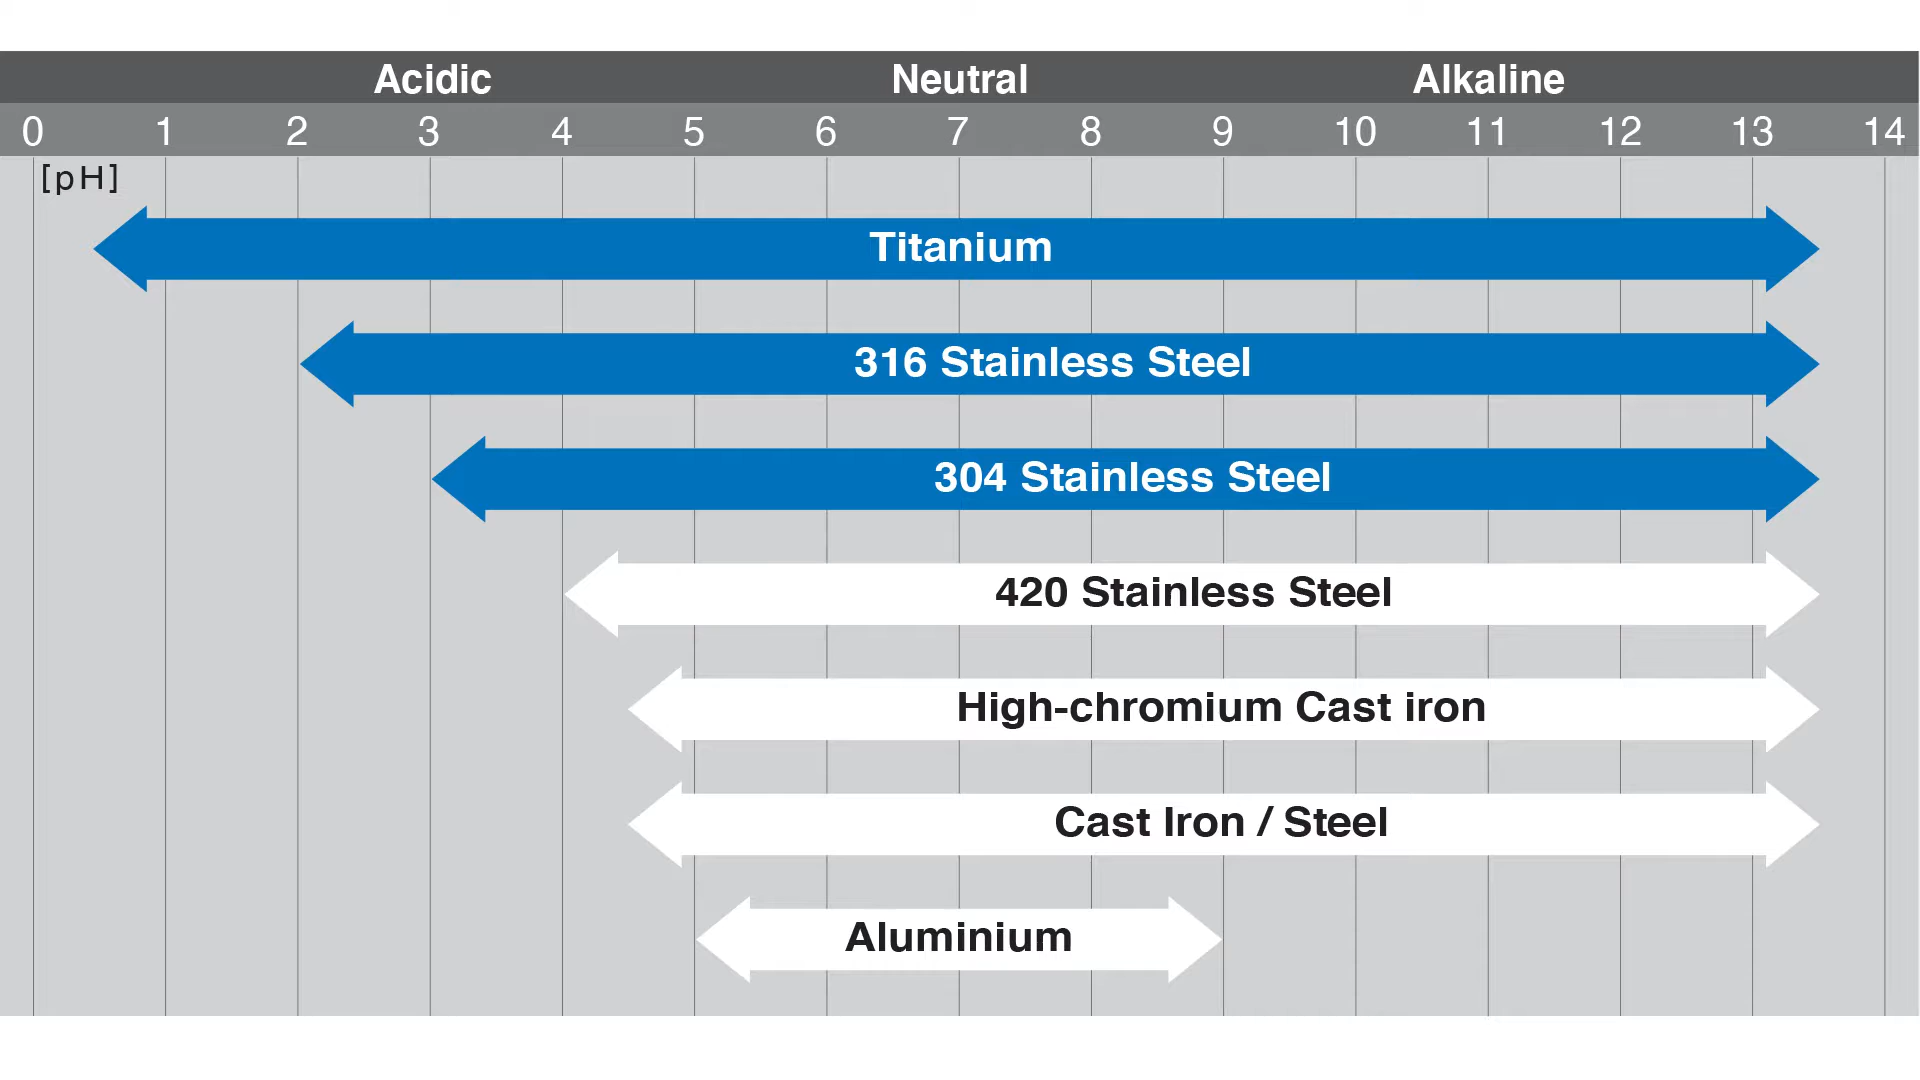 Acidic Neutral Alkaline
0 1 2 3 4 5 6 7 8 9 10 11 12 13 14
[pH]
Titanium
316 Stainless Steel
304 Stainless Steel
420 Stainless Steel
High-chromium Cast iron
Cast Iron / Steel
Aluminium